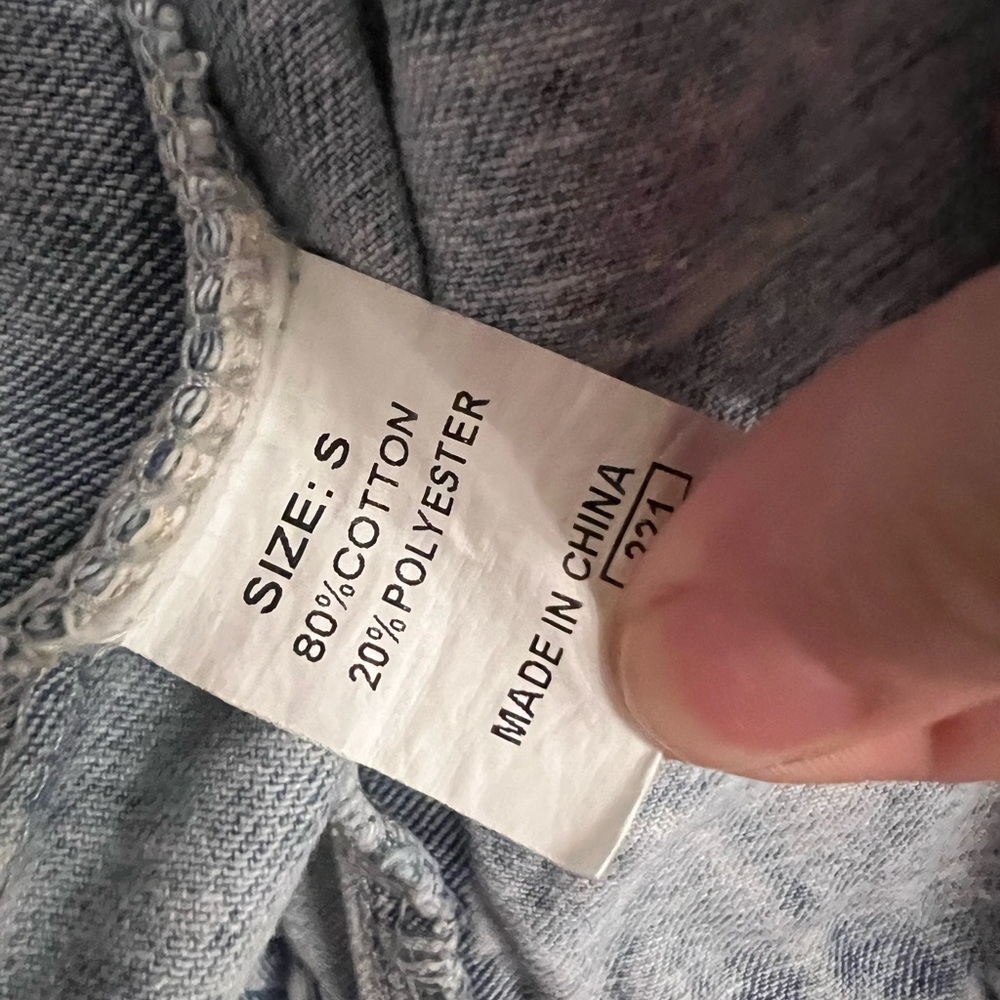 SIZE: S
80%COTTON
20%POLYESTER
MADE IN CHINA